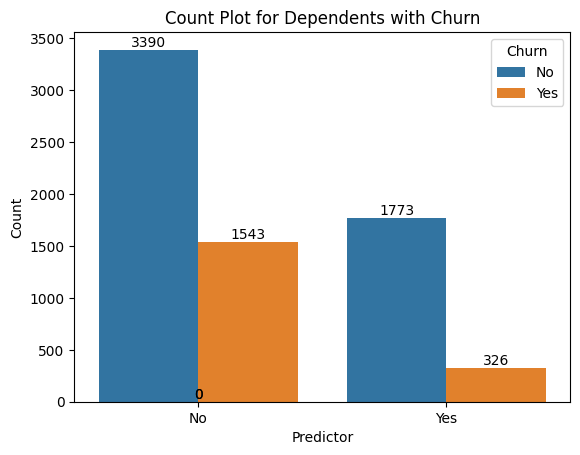 Count Plot for Dependents with Churn
3500
3000
2500
2000
1500
1000
500
0
Count
3390
1543
0
1773
326
Churn
No
Yes
No
Yes
Predictor